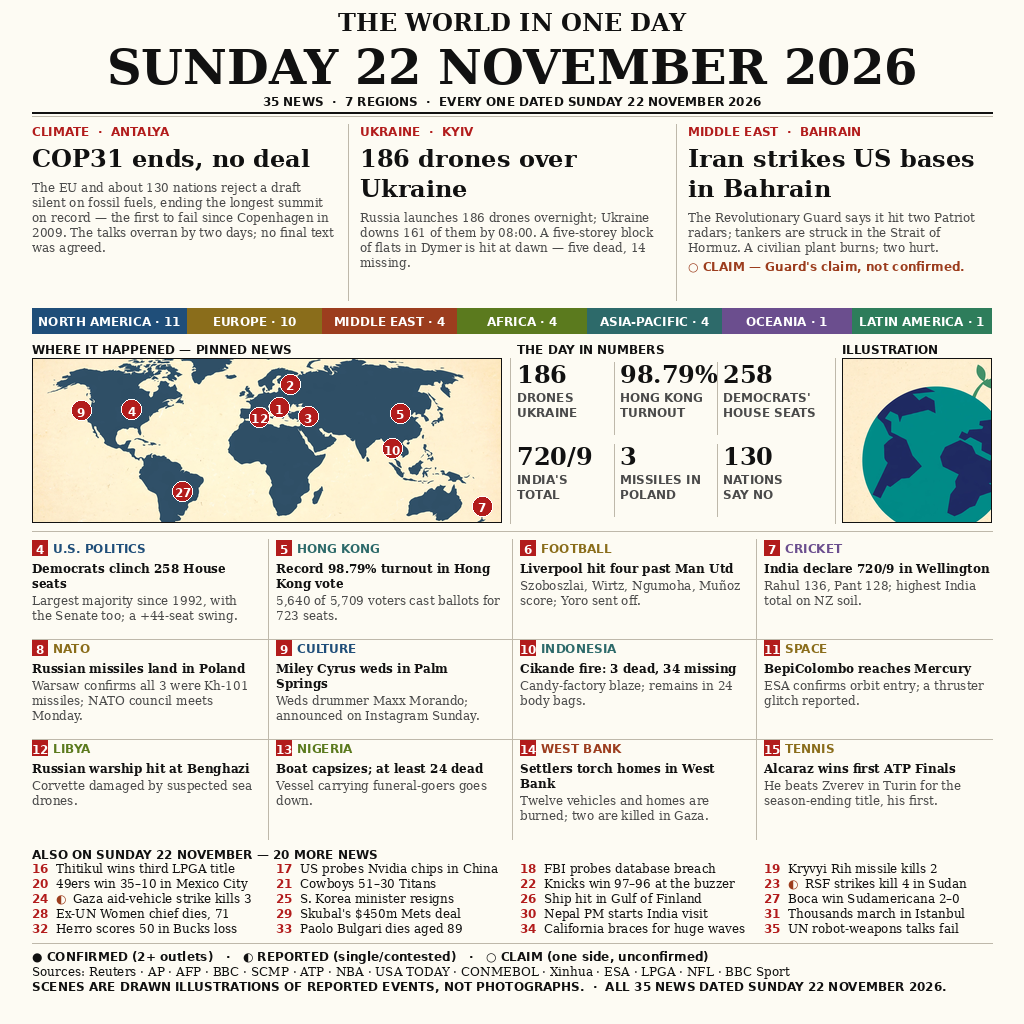 THE WORLD IN ONE DAY
SUNDAY 22 NOVEMBER 2026
35 NEWS · 7 REGIONS · EVERY ONE DATED SUNDAY 22 NOVEMBER 2026
CLIMATE · ANTALYA
COP31 ends, no deal
The EU and about 130 nations reject a draft
silent on fossil fuels, ending the longest summit
on record — the first to fail since Copenhagen in
2009. The talks overran by two days; no final text
was agreed.
UKRAINE · KYIV
186 drones over
Ukraine
Russia launches 186 drones overnight; Ukraine
downs 161 of them by 08:00. A five-storey block
of flats in Dymer is hit at dawn — five dead, 14
missing.
MIDDLE EAST · BAHRAIN
Iran strikes US bases
in Bahrain
The Revolutionary Guard says it hit two Patriot
radars; tankers are struck in the Strait of
Hormuz. A civilian plant burns; two hurt.
○ CLAIM — Guard's claim, not confirmed.
NORTH AMERICA · 11
EUROPE · 10
MIDDLE EAST · 4
AFRICA · 4
ASIA-PACIFIC · 4
OCEANIA · 1
LATIN AMERICA · 1
WHERE IT HAPPENED — PINNED NEWS
9
4
2
12
1
3
5
10
27
7
THE DAY IN NUMBERS
186
DRONES
UKRAINE
98.79%
HONG KONG
TURNOUT
258
DEMOCRATS'
HOUSE SEATS
720/9
INDIA'S
TOTAL
3
MISSILES IN
POLAND
130
NATIONS
SAY NO
ILLUSTRATION
4 U.S. POLITICS
Democrats clinch 258 House
seats
Largest majority since 1992, with
the Senate too; a +44-seat swing.
5 HONG KONG
Record 98.79% turnout in Hong
Kong vote
5,640 of 5,709 voters cast ballots for
723 seats.
6 FOOTBALL
Liverpool hit four past Man Utd
Szoboszlai, Wirtz, Ngumoha, Muñoz
score; Yoro sent off.
7 CRICKET
India declare 720/9 in Wellington
Rahul 136, Pant 128; highest India
total on NZ soil.
8 NATO
Russian missiles land in Poland
Warsaw confirms all 3 were Kh-101
missiles; NATO council meets
Monday.
9 CULTURE
Miley Cyrus weds in Palm
Springs
Weds drummer Maxx Morando;
announced on Instagram Sunday.
10 INDONESIA
Cikande fire: 3 dead, 34 missing
Candy-factory blaze; remains in 24
body bags.
11 SPACE
BepiColombo reaches Mercury
ESA confirms orbit entry; a thruster
glitch reported.
12 LIBYA
Russian warship hit at Benghazi
Corvette damaged by suspected sea
drones.
13 NIGERIA
Boat capsizes; at least 24 dead
Vessel carrying funeral-goers goes
down.
14 WEST BANK
Settlers torch homes in West
Bank
Twelve vehicles and homes are
burned; two are killed in Gaza.
15 TENNIS
Alcaraz wins first ATP Finals
He beats Zverev in Turin for the
season-ending title, his first.
ALSO ON SUNDAY 22 NOVEMBER — 20 MORE NEWS
16 Thitikul wins third LPGA title
17 US probes Nvidia chips in China
18 FBI probes database breach
19 Kryvyi Rih missile kills 2
20 49ers win 35–10 in Mexico City
21 Cowboys 51–30 Titans
22 Knicks win 97–96 at the buzzer
23 ◐ RSF strikes kill 4 in Sudan
24 ◐ Gaza aid-vehicle strike kills 3
25 S. Korea minister resigns
26 Ship hit in Gulf of Finland
27 Boca win Sudamericana 2–0
28 Ex-UN Women chief dies, 71
29 Skubal's $450m Mets deal
30 Nepal PM starts India visit
31 Thousands march in Istanbul
32 Herro scores 50 in Bucks loss
33 Paolo Bulgari dies aged 89
34 California braces for huge waves
35 UN robot-weapons talks fail
● CONFIRMED (2+ outlets) · ◐ REPORTED (single/contested) · ○ CLAIM (one side, unconfirmed)
Sources: Reuters · AP · AFP · BBC · SCMP · ATP · NBA · USA TODAY · CONMEBOL · Xinhua · ESA · LPGA · NFL · BBC Sport
SCENES ARE DRAWN ILLUSTRATIONS OF REPORTED EVENTS, NOT PHOTOGRAPHS. · ALL 35 NEWS DATED SUNDAY 22 NOVEMBER 2026.